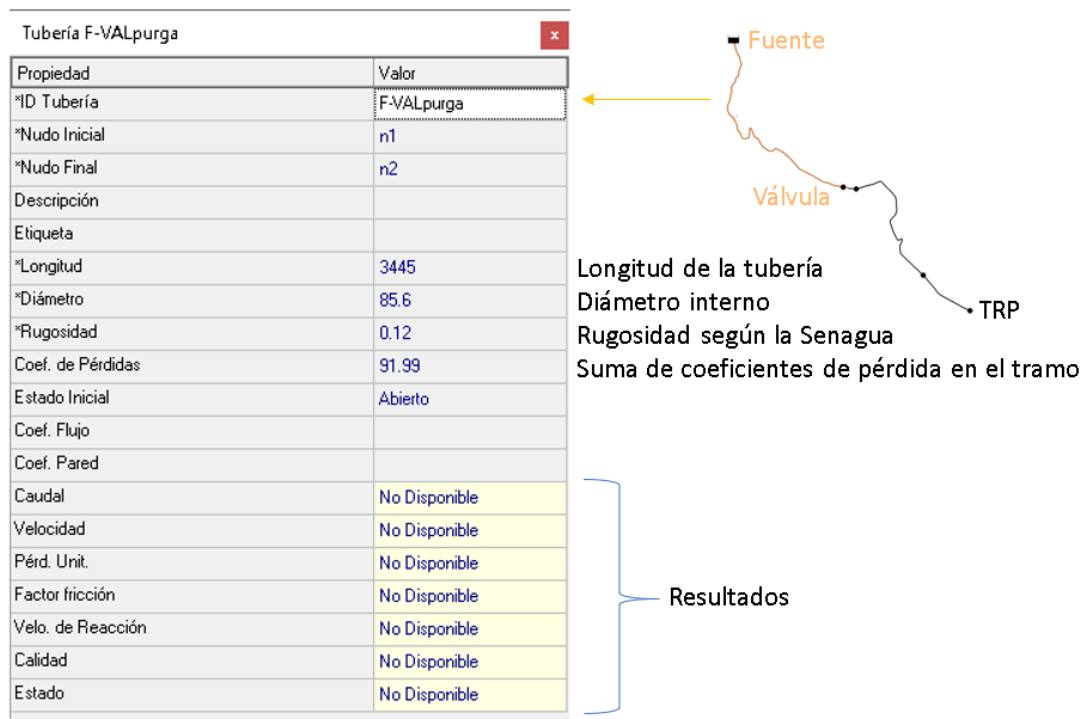 Tubería F-VALpurga
x
Propiedad Valor
*ID Tubería F-VALpurga
*Nudo Inicial n1
*Nudo Final n2
Descripción
Etiqueta
*Longitud 3445
*Diámetro 85.6
*Rugosidad 0.12
Coef. de Pérdidas 91.99
Estado Inicial Abierto
Coef. Flujo
Coef. Pared
Caudal No Disponible
Velocidad No Disponible
Pérd. Unit. No Disponible
Factor fricción No Disponible
Velo. de Reacción No Disponible
Calidad No Disponible
Estado No Disponible
Fuente
Válvula
TRP
Longitud de la tubería
Diámetro interno
Rugosidad según la Senagua
Suma de coeficientes de pérdida en el tramo
Resultados